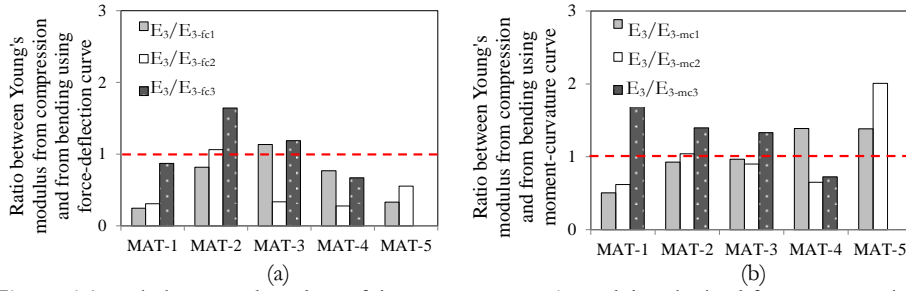 Ratio between Young's
modulus from compression
and from bending using
force-deflection curve
3
2
1
0
E3/E3-fc1
E3/E3-fc2
E3/E3-fc3
MAT-1 MAT-2 MAT-3 MAT-4 MAT-5
(a)
Ratio between Young's
modulus from compression
and from bending using
moment-curvature curve
3
2
1
0
E3/E3-mc1
E3/E3-mc2
E3/E3-mc3
MAT-1 MAT-2 MAT-3 MAT-4 MAT-5
(b)